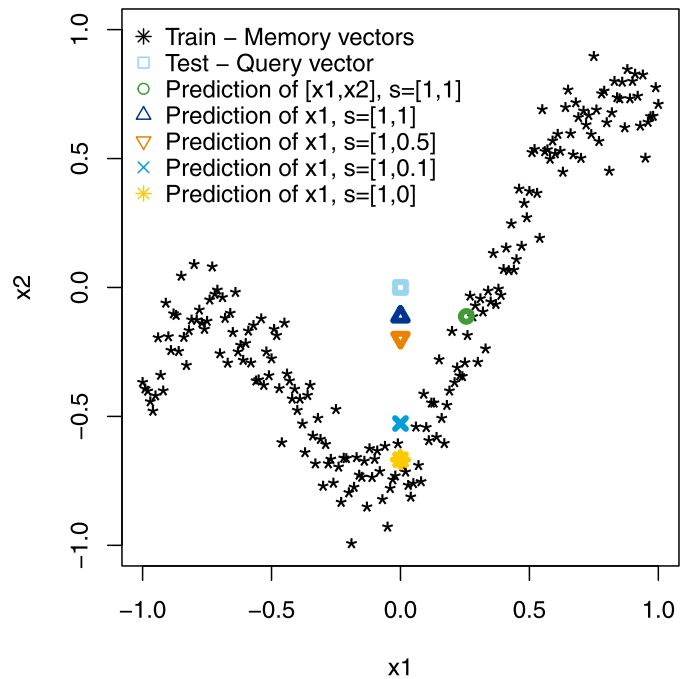 Train − Memory vectors
Test − Query vector
Prediction of [x1,x2], s=[1,1]
Prediction of x1, s=[1,1]
Prediction of x1, s=[1,0.5]
Prediction of x1, s=[1,0.1]
Prediction of x1, s=[1,0]
1.0
0.5
0.0
−0.5
−1.0
x2
−1.0 −0.5 0.0 0.5 1.0
x1